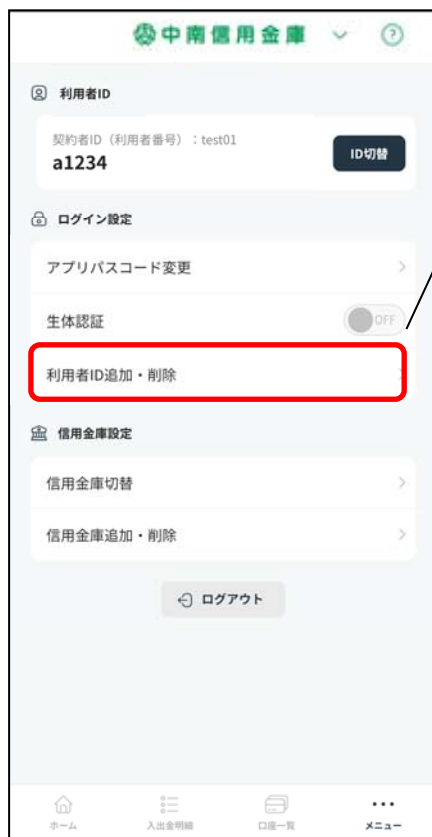 中南信用金庫
利用者ID
契約者ID（利用者番号）：test01
a1234
ID切替
ログイン設定
アプリパスコード変更
生体認証
OFF
利用者ID追加・削除
信用金庫設定
信用金庫切替
信用金庫追加・削除
ログアウト
ホーム
入出金明細
口座一覧
メニュー